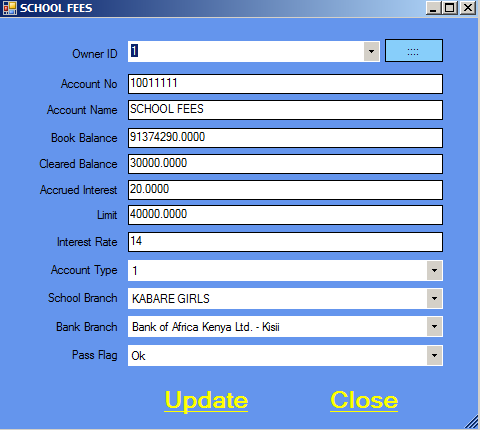 SCHOOL FEES
Owner ID 1 ::::
Account No 10011111
Account Name SCHOOL FEES
Book Balance 91374290.0000
Cleared Balance 30000.0000
Accrued Interest 20.0000
Limit 40000.0000
Interest Rate 14
Account Type 1
School Branch KABARE GIRLS
Bank Branch Bank of Africa Kenya Ltd. - Kisii
Pass Flag Ok
Update Close